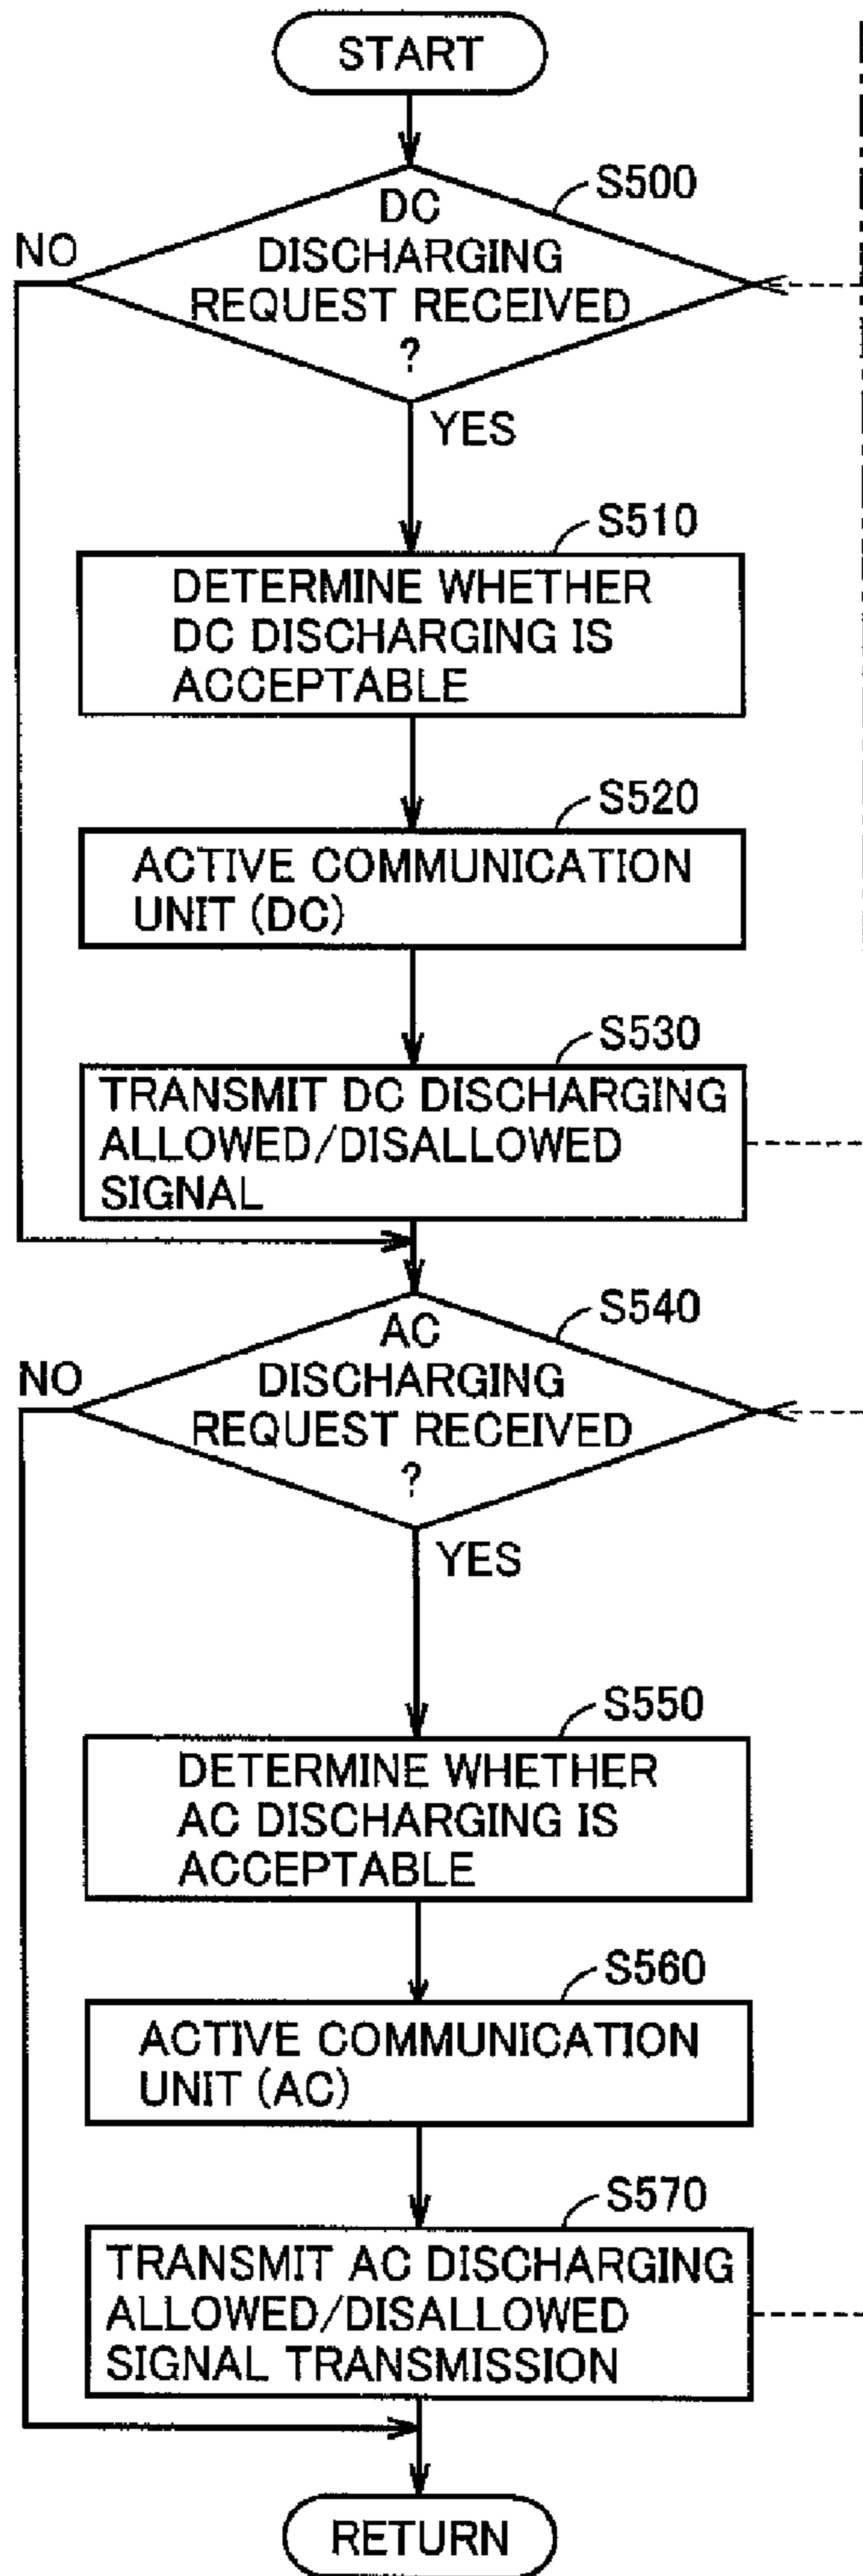 START
S500
DC
DISCHARGING
REQUEST RECEIVED
?
NO
YES
S510
DETERMINE WHETHER
DC DISCHARGING IS
ACCEPTABLE
S520
ACTIVE COMMUNICATION
UNIT (DC)
S530
TRANSMIT DC DISCHARGING
ALLOWED/DISALLOWED
SIGNAL
S540
AC
DISCHARGING
REQUEST RECEIVED
?
NO
YES
S550
DETERMINE WHETHER
AC DISCHARGING IS
ACCEPTABLE
S560
ACTIVE COMMUNICATION
UNIT (AC)
S570
TRANSMIT AC DISCHARGING
ALLOWED/DISALLOWED
SIGNAL TRANSMISSION
RETURN